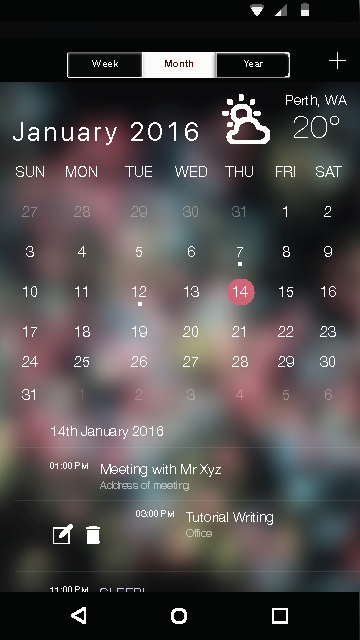 Week Month Year
Perth, WA
January 2016 20°
SUN MON TUE WED THU FRI SAT
27 28 29 30 31 1 2
3 4 5 6 7 8 9
10 11 12 13 14 15 16
17 18 19 20 21 22 23
24 25 26 27 28 29 30
31 1 2 3 4 5 6
14th January 2016
01:00 PM Meeting with Mr Xyz
Address of meeting
03:00 PM Tutorial Writing
Office
11:00 PM SLEEP!